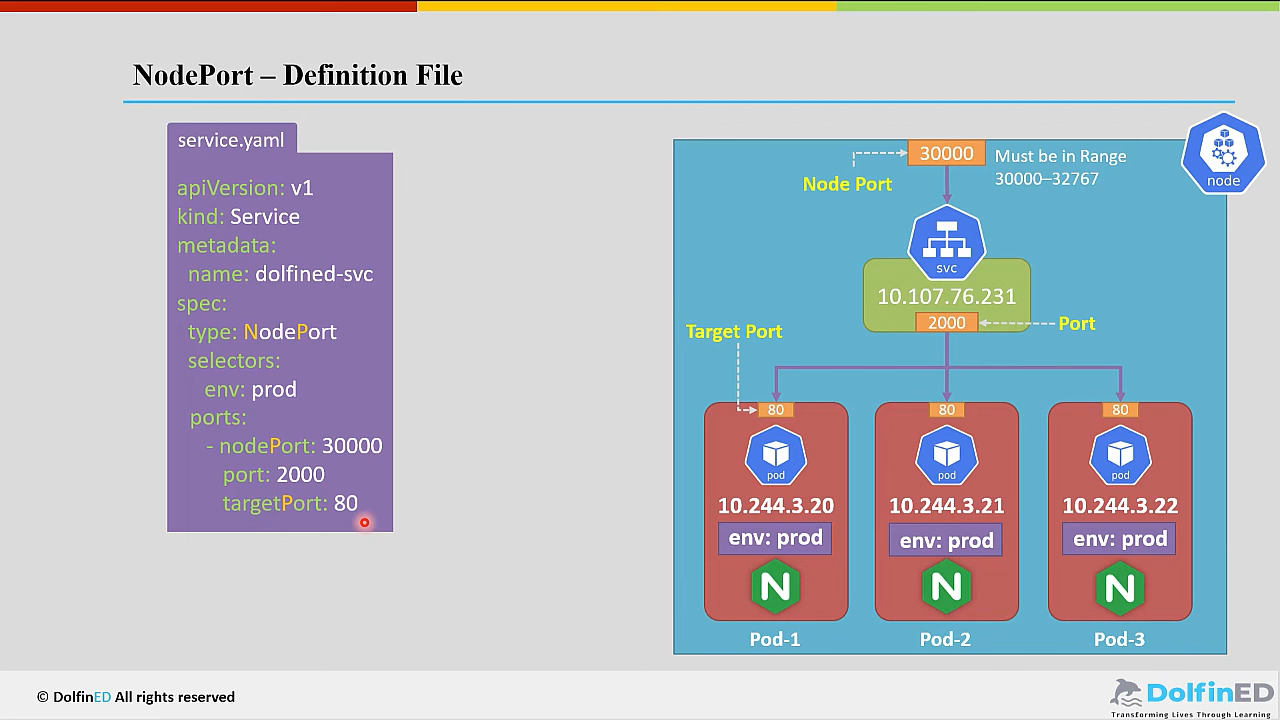 NodePort – Definition File
service.yaml
apiVersion: v1
kind: Service
metadata:
name: dolfined-svc
spec:
type: NodePort
selectors:
env: prod
ports:
- nodePort: 30000
port: 2000
targetPort: 80
30000
Must be in Range
30000–32767
Node Port
node
svc
10.107.76.231
2000
Port
Target Port
80
80
80
pod
pod
pod
10.244.3.20
10.244.3.21
10.244.3.22
env: prod
env: prod
env: prod
N
N
N
Pod-1
Pod-2
Pod-3
© DolfinED All rights reserved
DolfinED
Transforming Lives Through Learning